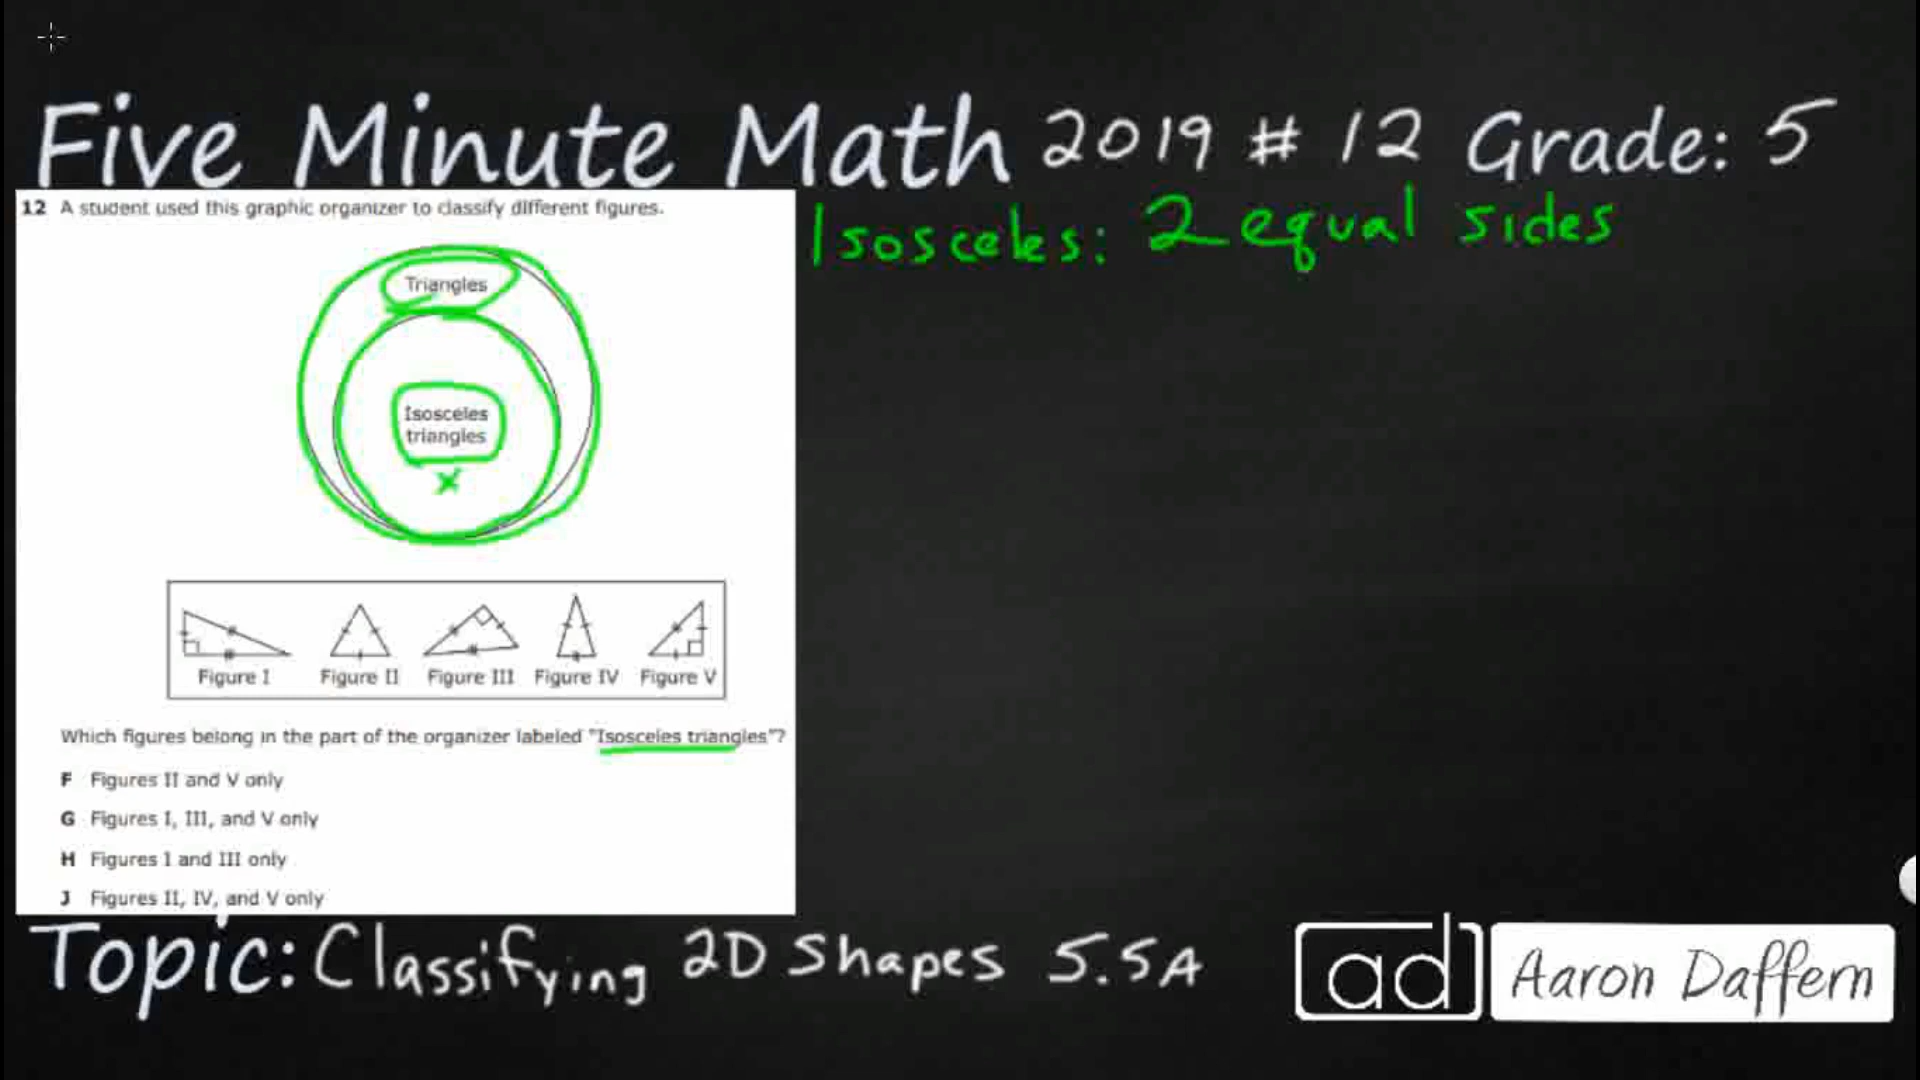 Five Minute Math 2019 # 12 Grade: 5
12 A student used this graphic organizer to classify different figures.
Isosceles: 2 equal sides
Triangles
Isosceles
triangles
x
Figure I Figure II Figure III Figure IV Figure V
Which figures belong in the part of the organizer labeled "Isosceles triangles"?
F Figures II and V only
G Figures I, III, and V only
H Figures I and III only
J Figures II, IV, and V only
Topic: Classifying 2D Shapes 5.5A
ad Aaron Daffern